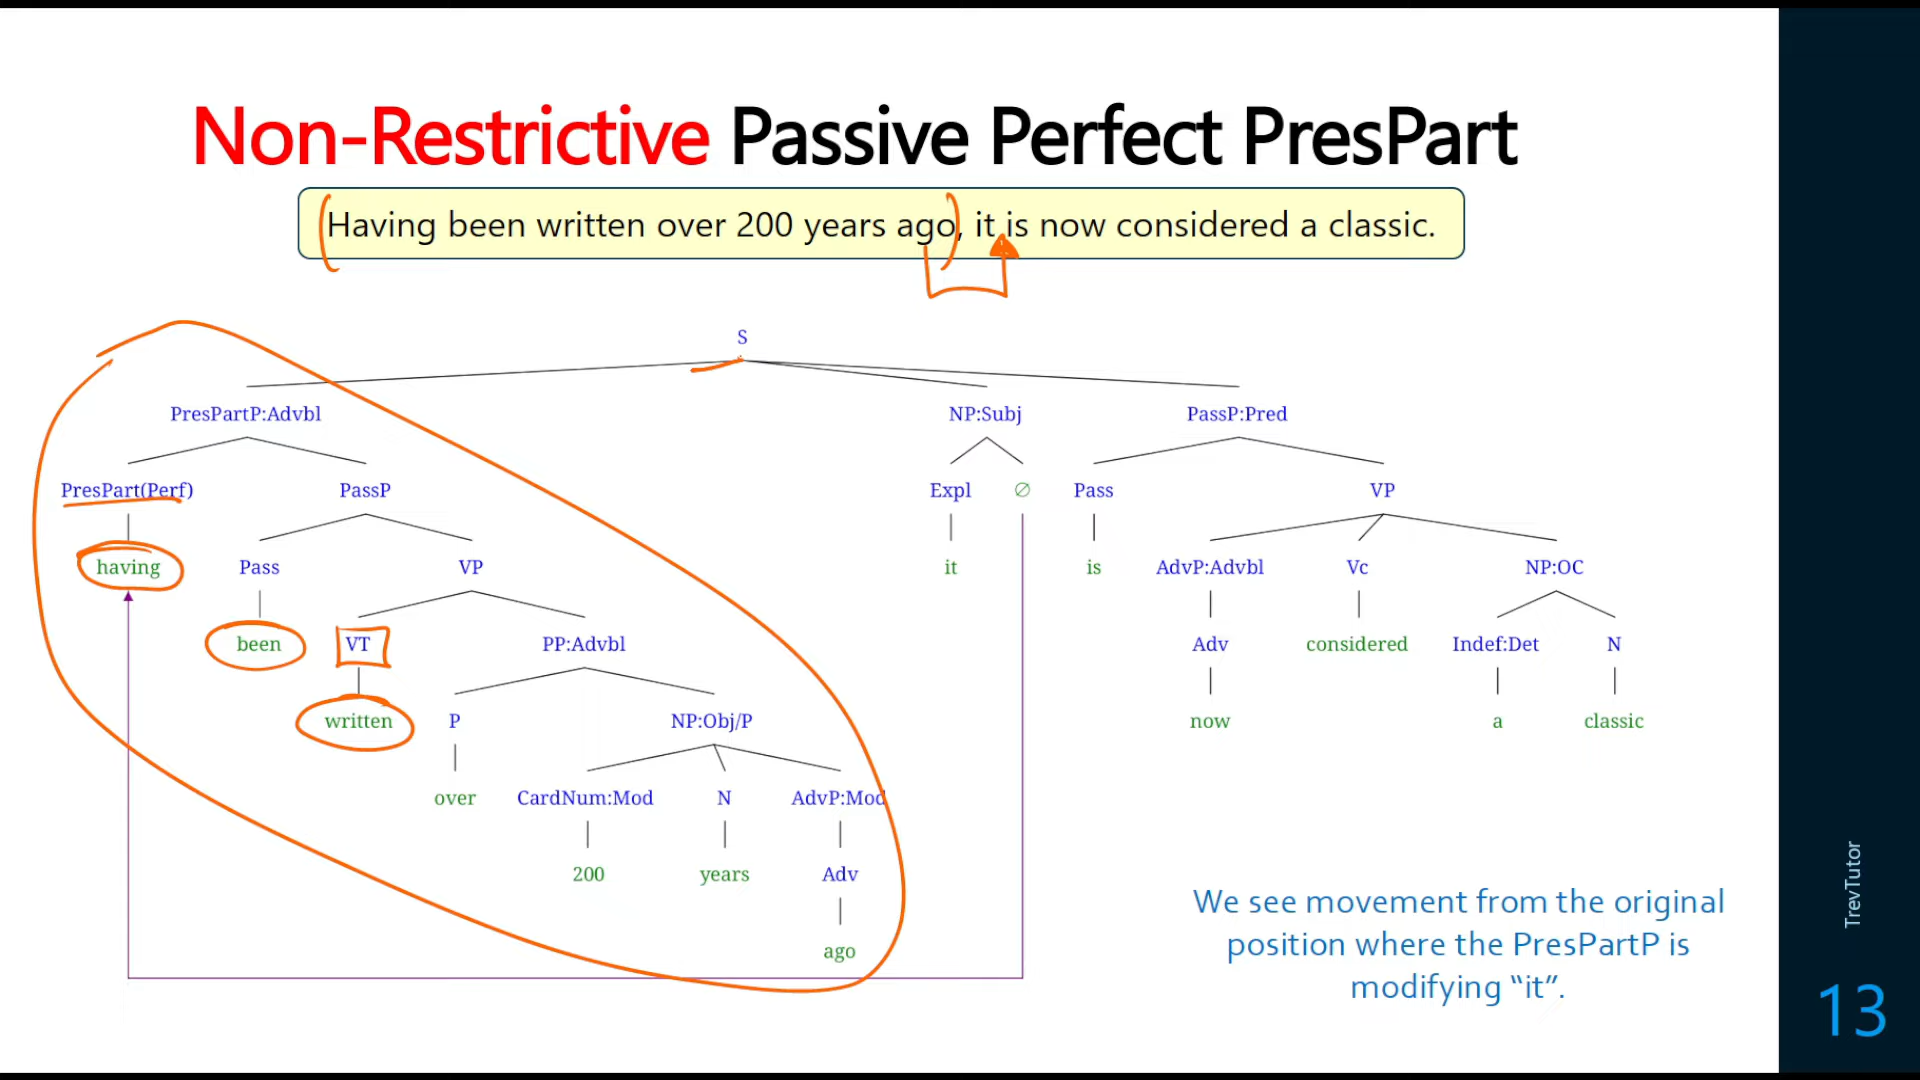 Non-Restrictive Passive Perfect PresPart
Having been written over 200 years ago, it is now considered a classic.
S
PresPartP:Advbl NP:Subj PassP:Pred
PresPart(Perf) PassP Expl ∅ Pass VP
having Pass VP it is AdvP:Advbl Vc NP:OC
been VT PP:Advbl Adv considered Indef:Det N
written P NP:Obj/P now a classic
over CardNum:Mod N AdvP:Mod
200 years Adv
ago
We see movement from the original
position where the PresPartP is
modifying “it”.
TrevTutor
13